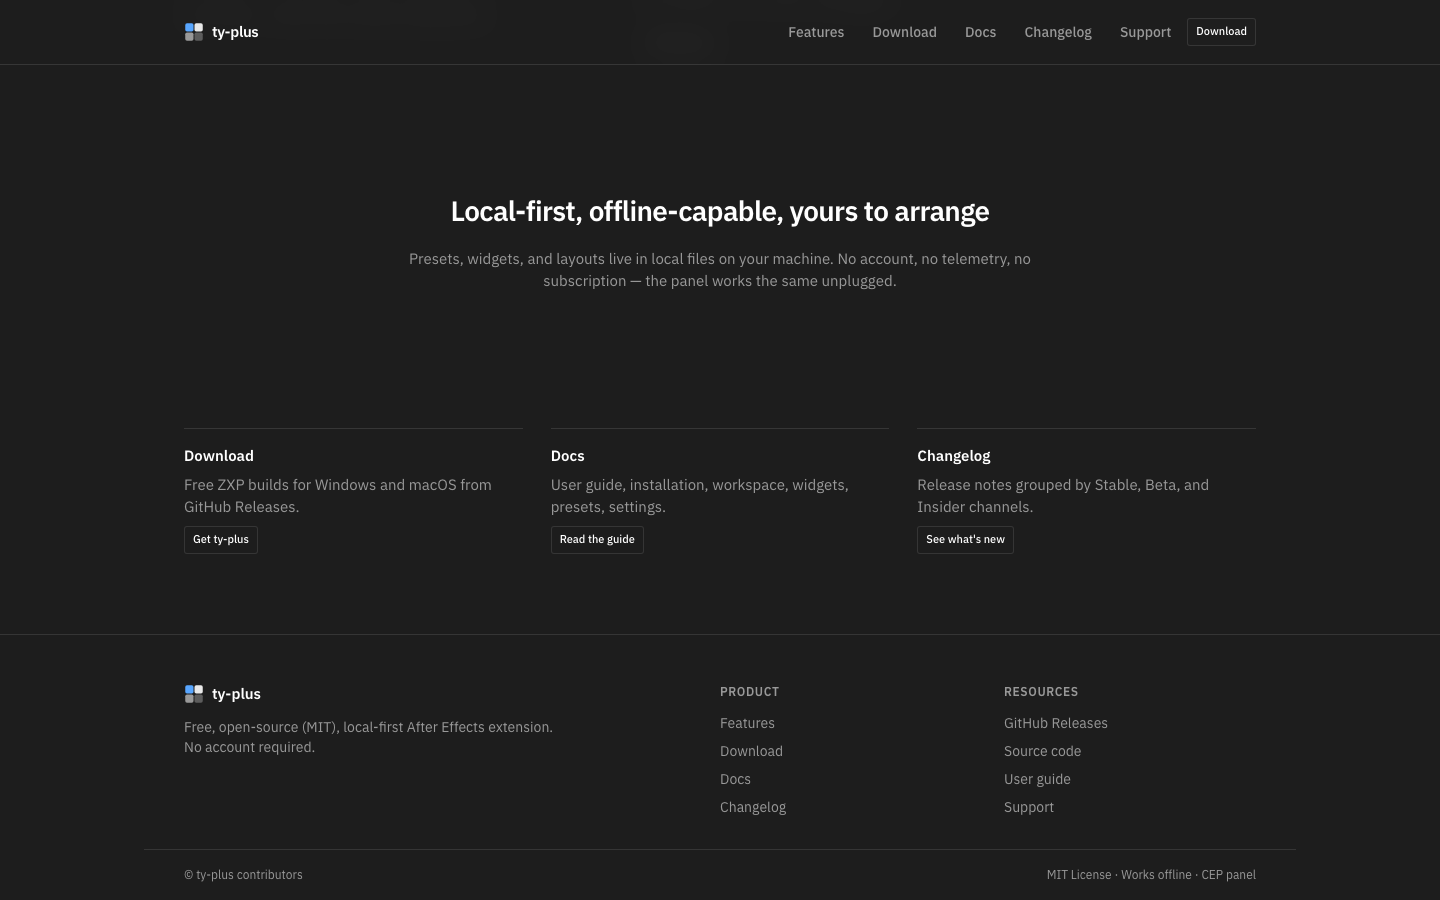 ty-plus
Features
Download
Docs
Changelog
Support
Download
Local-first, offline-capable, yours to arrange
Presets, widgets, and layouts live in local files on your machine. No account, no telemetry, no
subscription — the panel works the same unplugged.
Download
Free ZXP builds for Windows and macOS from
GitHub Releases.
Get ty-plus
Docs
User guide, installation, workspace, widgets,
presets, settings.
Read the guide
Changelog
Release notes grouped by Stable, Beta, and
Insider channels.
See what's new
ty-plus
Free, open-source (MIT), local-first After Effects extension.
No account required.
PRODUCT
Features
Download
Docs
Changelog
RESOURCES
GitHub Releases
Source code
User guide
Support
© ty-plus contributors
MIT License · Works offline · CEP panel